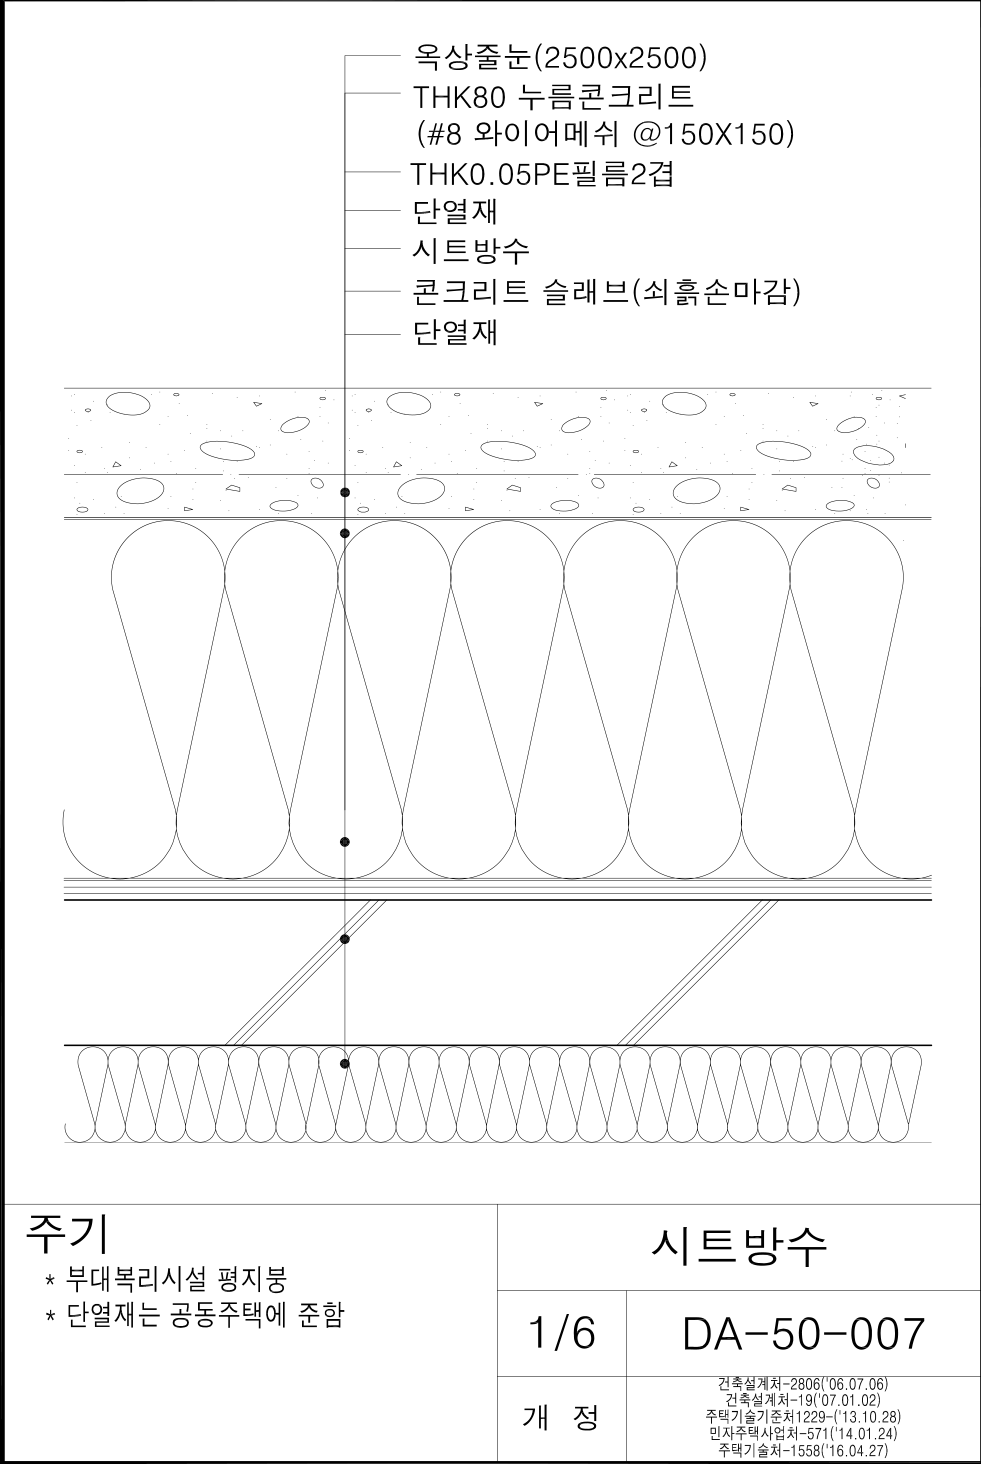 옥상줄눈(2500x2500)
THK80 누름콘크리트
(#8 와이어메쉬 @150X150)
THK0.05PE필름2겹
단열재
시트방수
콘크리트 슬래브(쇠흙손마감)
단열재
주기
* 부대복리시설 평지붕
* 단열재는 공동주택에 준함
시트방수
1/6
DA-50-007
개 정
건축설계처-2806('06.07.06)
건축설계처-19('07.01.02)
주택기술기준처1229-('13.10.28)
민자주택사업처-571('14.01.24)
주택기술처-1558('16.04.27)